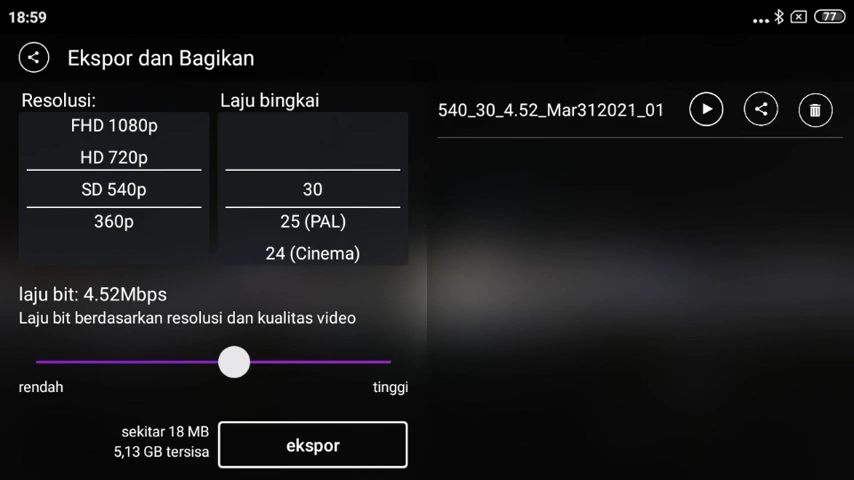 18:59
77
Ekspor dan Bagikan
Resolusi:
Laju bingkai
FHD 1080p
HD 720p
SD 540p
360p
30
25 (PAL)
24 (Cinema)
540_30_4.52_Mar312021_01
laju bit: 4.52Mbps
Laju bit berdasarkan resolusi dan kualitas video
rendah
tinggi
sekitar 18 MB
5,13 GB tersisa
ekspor